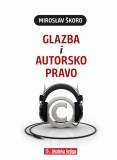 MIROSLAV ŠKORO
GLAZBA
i
AUTORSKO
PRAVO
©
školska knjiga